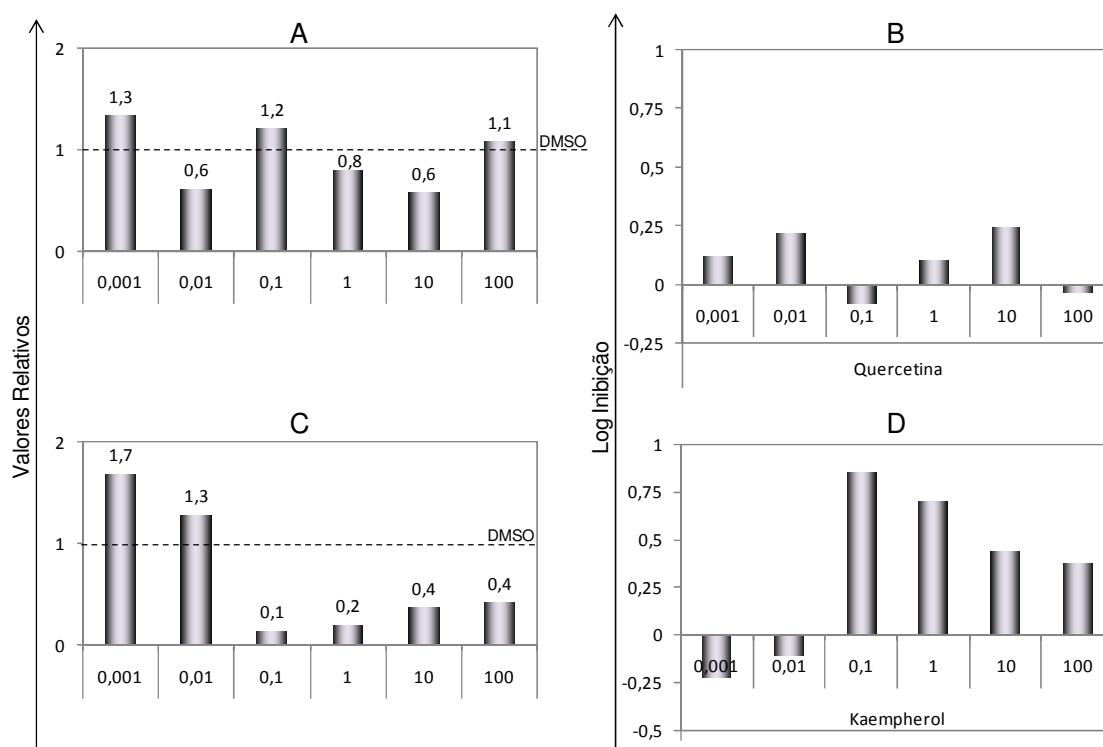 A
2
1
0
1,3
0,6
1,2
0,8
0,6
1,1
DMSO
0,001 0,01 0,1 1 10 100
B
1
0,75
0,5
0,25
0
-0,25
0,001 0,01 0,1 1 10 100
Quercetina
Valores Relativos
Log Inibição
C
2
1
0
1,7
1,3
0,1
0,2
0,4
0,4
DMSO
0,001 0,01 0,1 1 10 100
D
1
0,75
0,5
0,25
0
-0,25
-0,5
0,001 0,01 0,1 1 10 100
Kaempherol